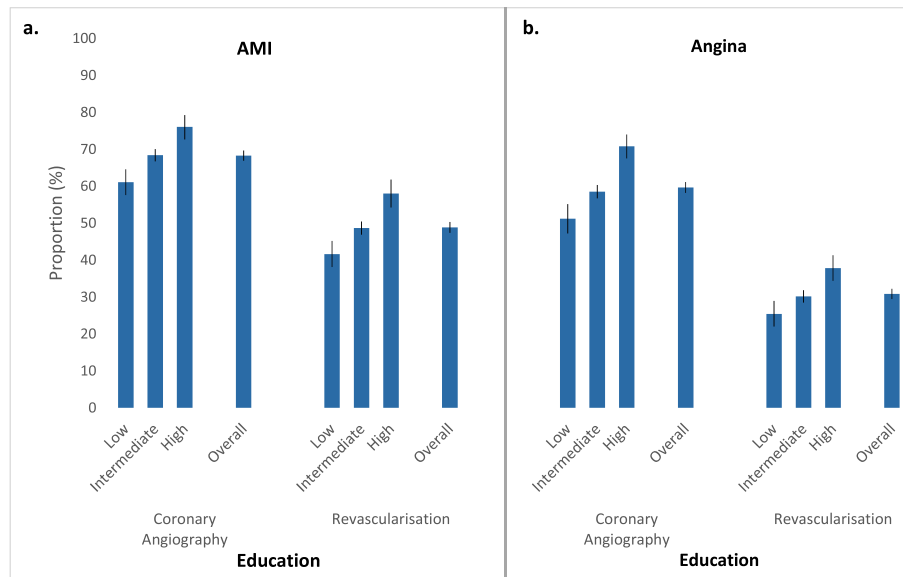 a.
AMI
Proportion (%)
100
90
80
70
60
50
40
30
20
10
0
Low
Intermediate
High
Overall
Low
Intermediate
High
Overall
Coronary
Angiography
Revascularisation
Education
b.
Angina
Low
Intermediate
High
Overall
Low
Intermediate
High
Overall
Coronary
Angiography
Revascularisation
Education